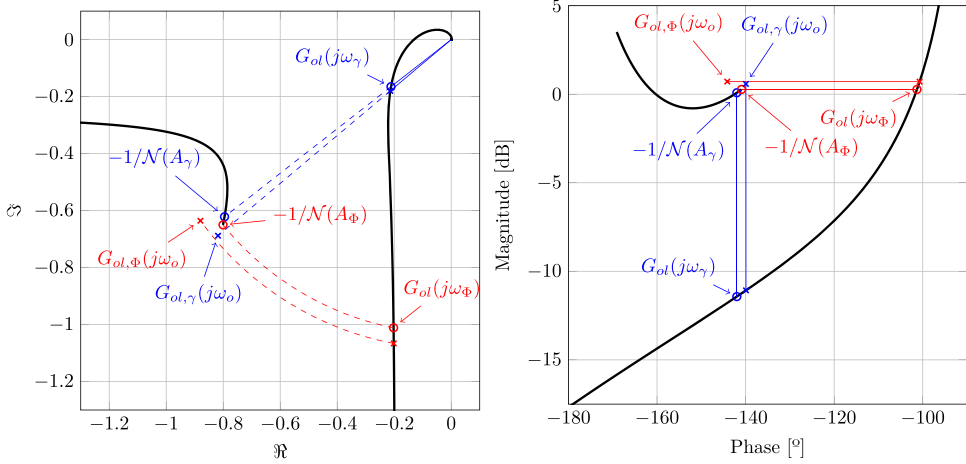 0
−0.2
−0.4
−0.6
−0.8
−1
−1.2
ℑ
−1.2
−1
−0.8
−0.6
−0.4
−0.2
0
ℜ
G_{ol}(jω_γ)
−1/𝒩(A_γ)
−1/𝒩(A_Φ)
G_{ol,Φ}(jω_o)
G_{ol,γ}(jω_o)
G_{ol}(jω_Φ)
5
0
−5
−10
−15
Magnitude [dB]
−180
−160
−140
−120
−100
Phase [º]
G_{ol,Φ}(jω_o)
G_{ol,γ}(jω_o)
G_{ol}(jω_Φ)
−1/𝒩(A_γ)
−1/𝒩(A_Φ)
G_{ol}(jω_γ)